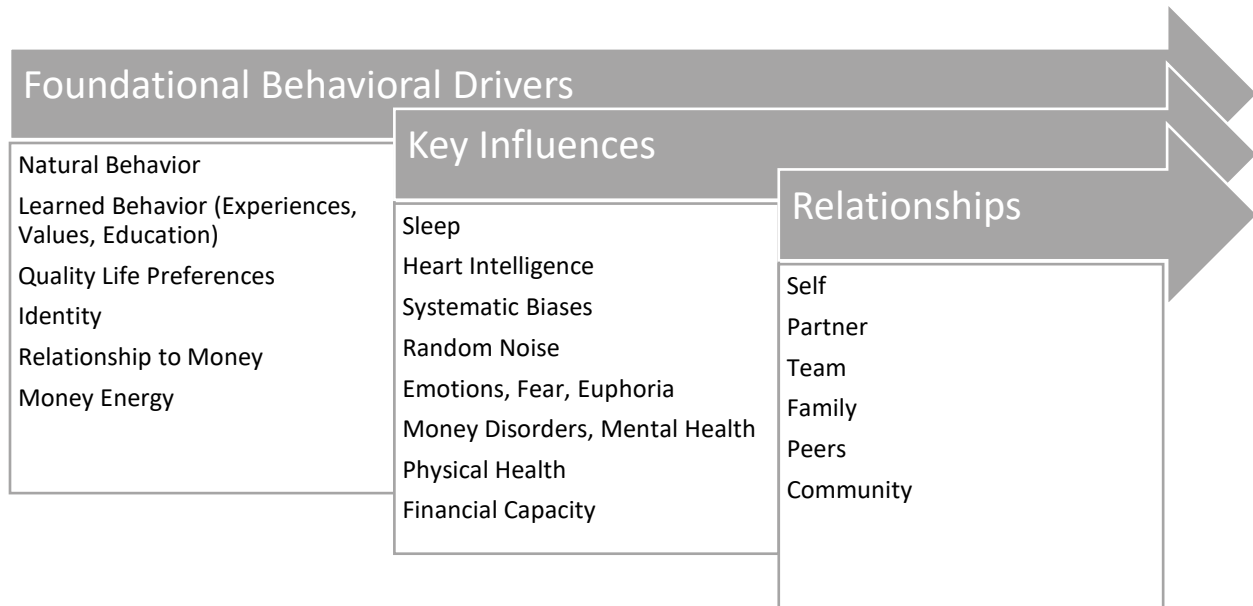 Foundational Behavioral Drivers
Natural Behavior
Learned Behavior (Experiences,
Values, Education)
Quality Life Preferences
Identity
Relationship to Money
Money Energy
Key Influences
Sleep
Heart Intelligence
Systematic Biases
Random Noise
Emotions, Fear, Euphoria
Money Disorders, Mental Health
Physical Health
Financial Capacity
Relationships
Self
Partner
Team
Family
Peers
Community